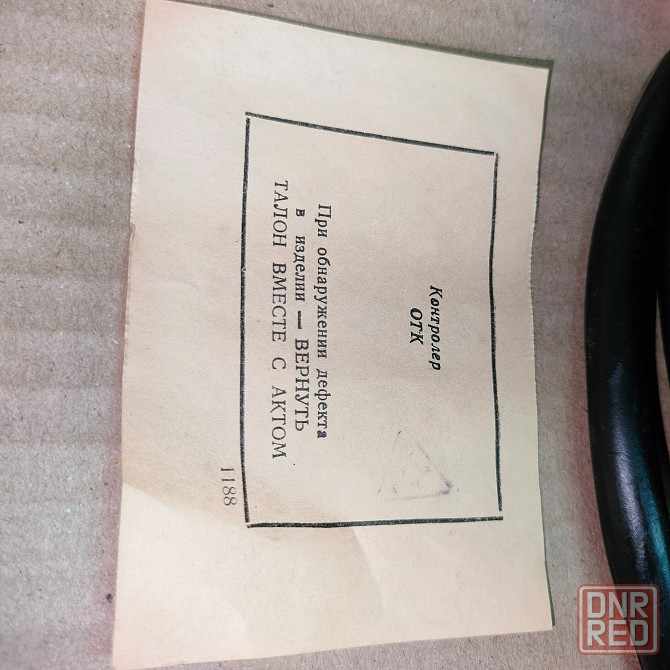 Контролер
ОТК
При обнаружении дефекта
в изделии — ВЕРНУТЬ
ТАЛОН ВМЕСТЕ С АКТОМ
1188
DNR
RED